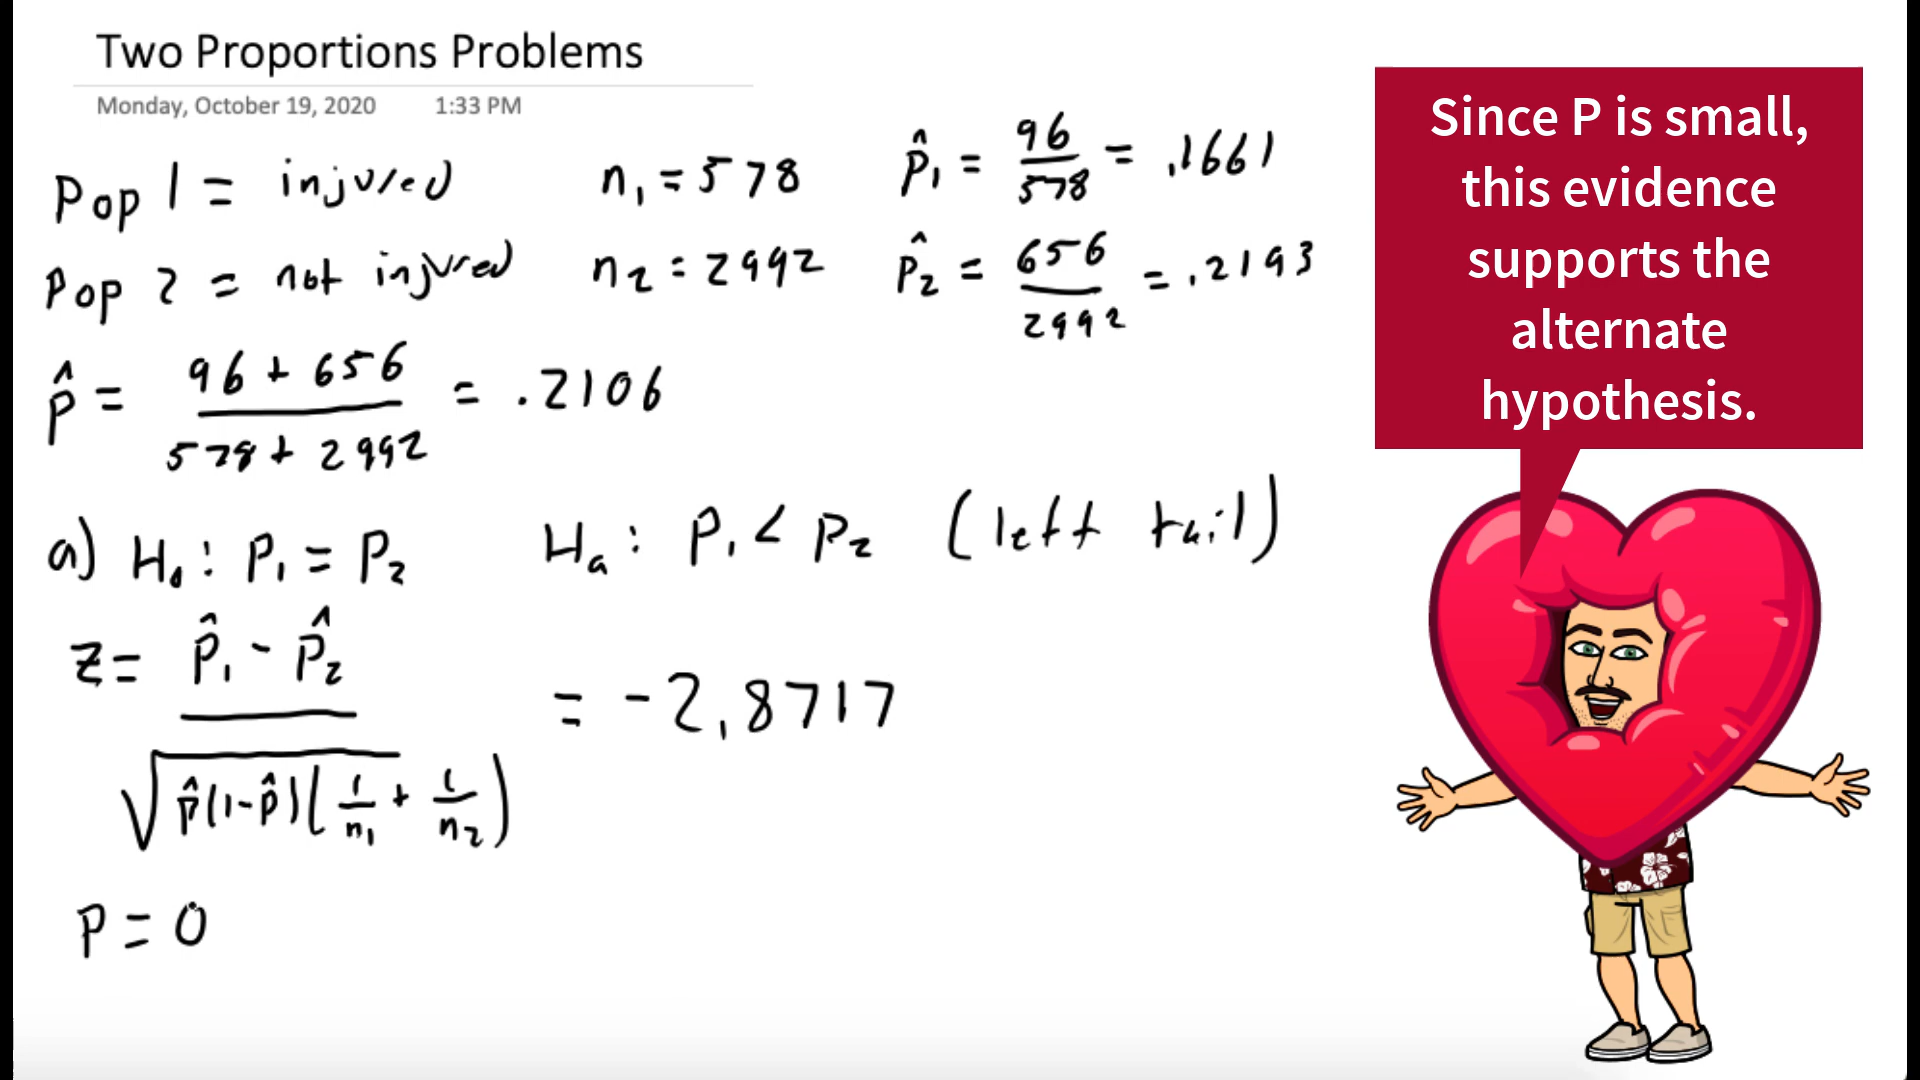 Two Proportions Problems
Monday, October 19, 2020 1:33 PM
Pop 1 = injured n₁ = 578 p̂₁ = 96/578 = .1661
Pop 2 = not injured n₂ = 2992 p̂₂ = 656/2992 = .2193
p̂ = (96 + 656)/(578 + 2992) = .2106
a) H₀: P₁ = P₂ Hₐ: P₁ < P₂ (left tail)
z = (p̂₁ - p̂₂)/√(p̂(1-p̂)(1/n₁ + 1/n₂)) = -2.8717
P = 0
Since P is small,
this evidence
supports the
alternate
hypothesis.